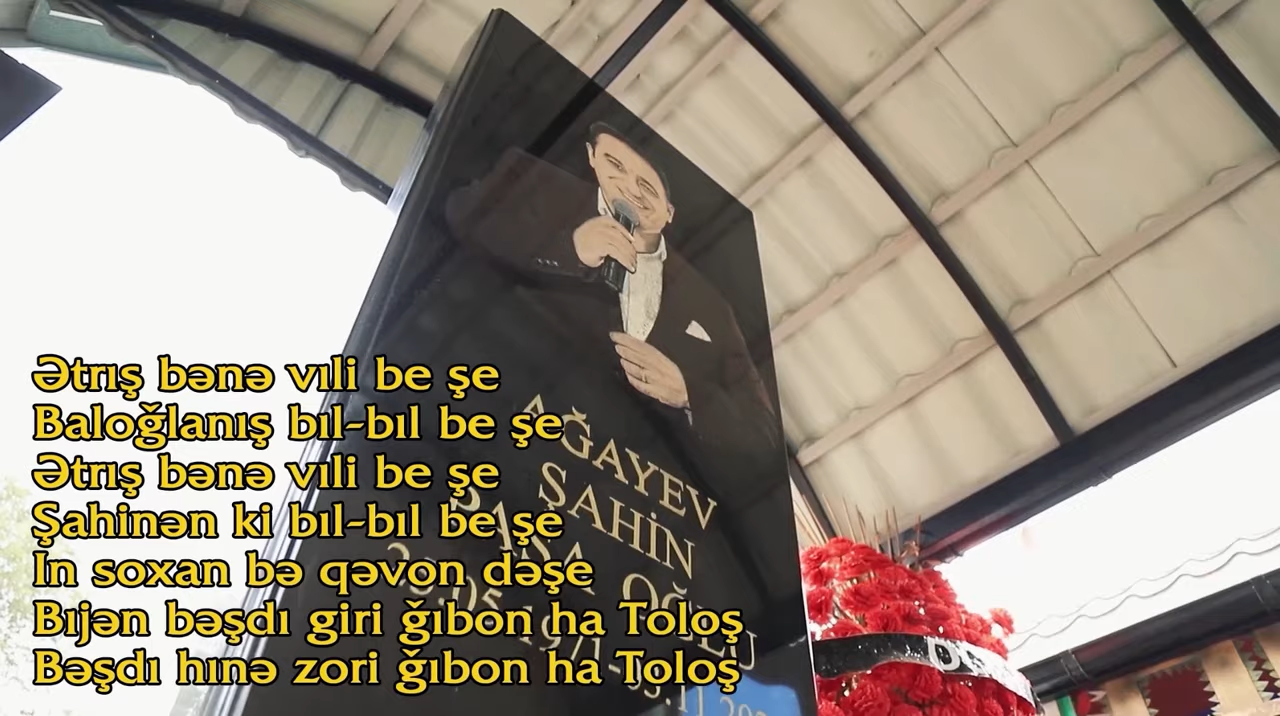 Ətrış bənə vıli be şe
Baloğlanış bıl-bıl be şe
Ətrış bənə vıli be şe
Şahinən ki bıl-bıl be şe
In soxan bə qəvon dəşe
Bıjən bəşdı giri ğıbon ha Toloş
Bəşdı hınə zori ğıbon ha Toloş
AĞAYEV
ŞAHİN
PAŞA OĞLU